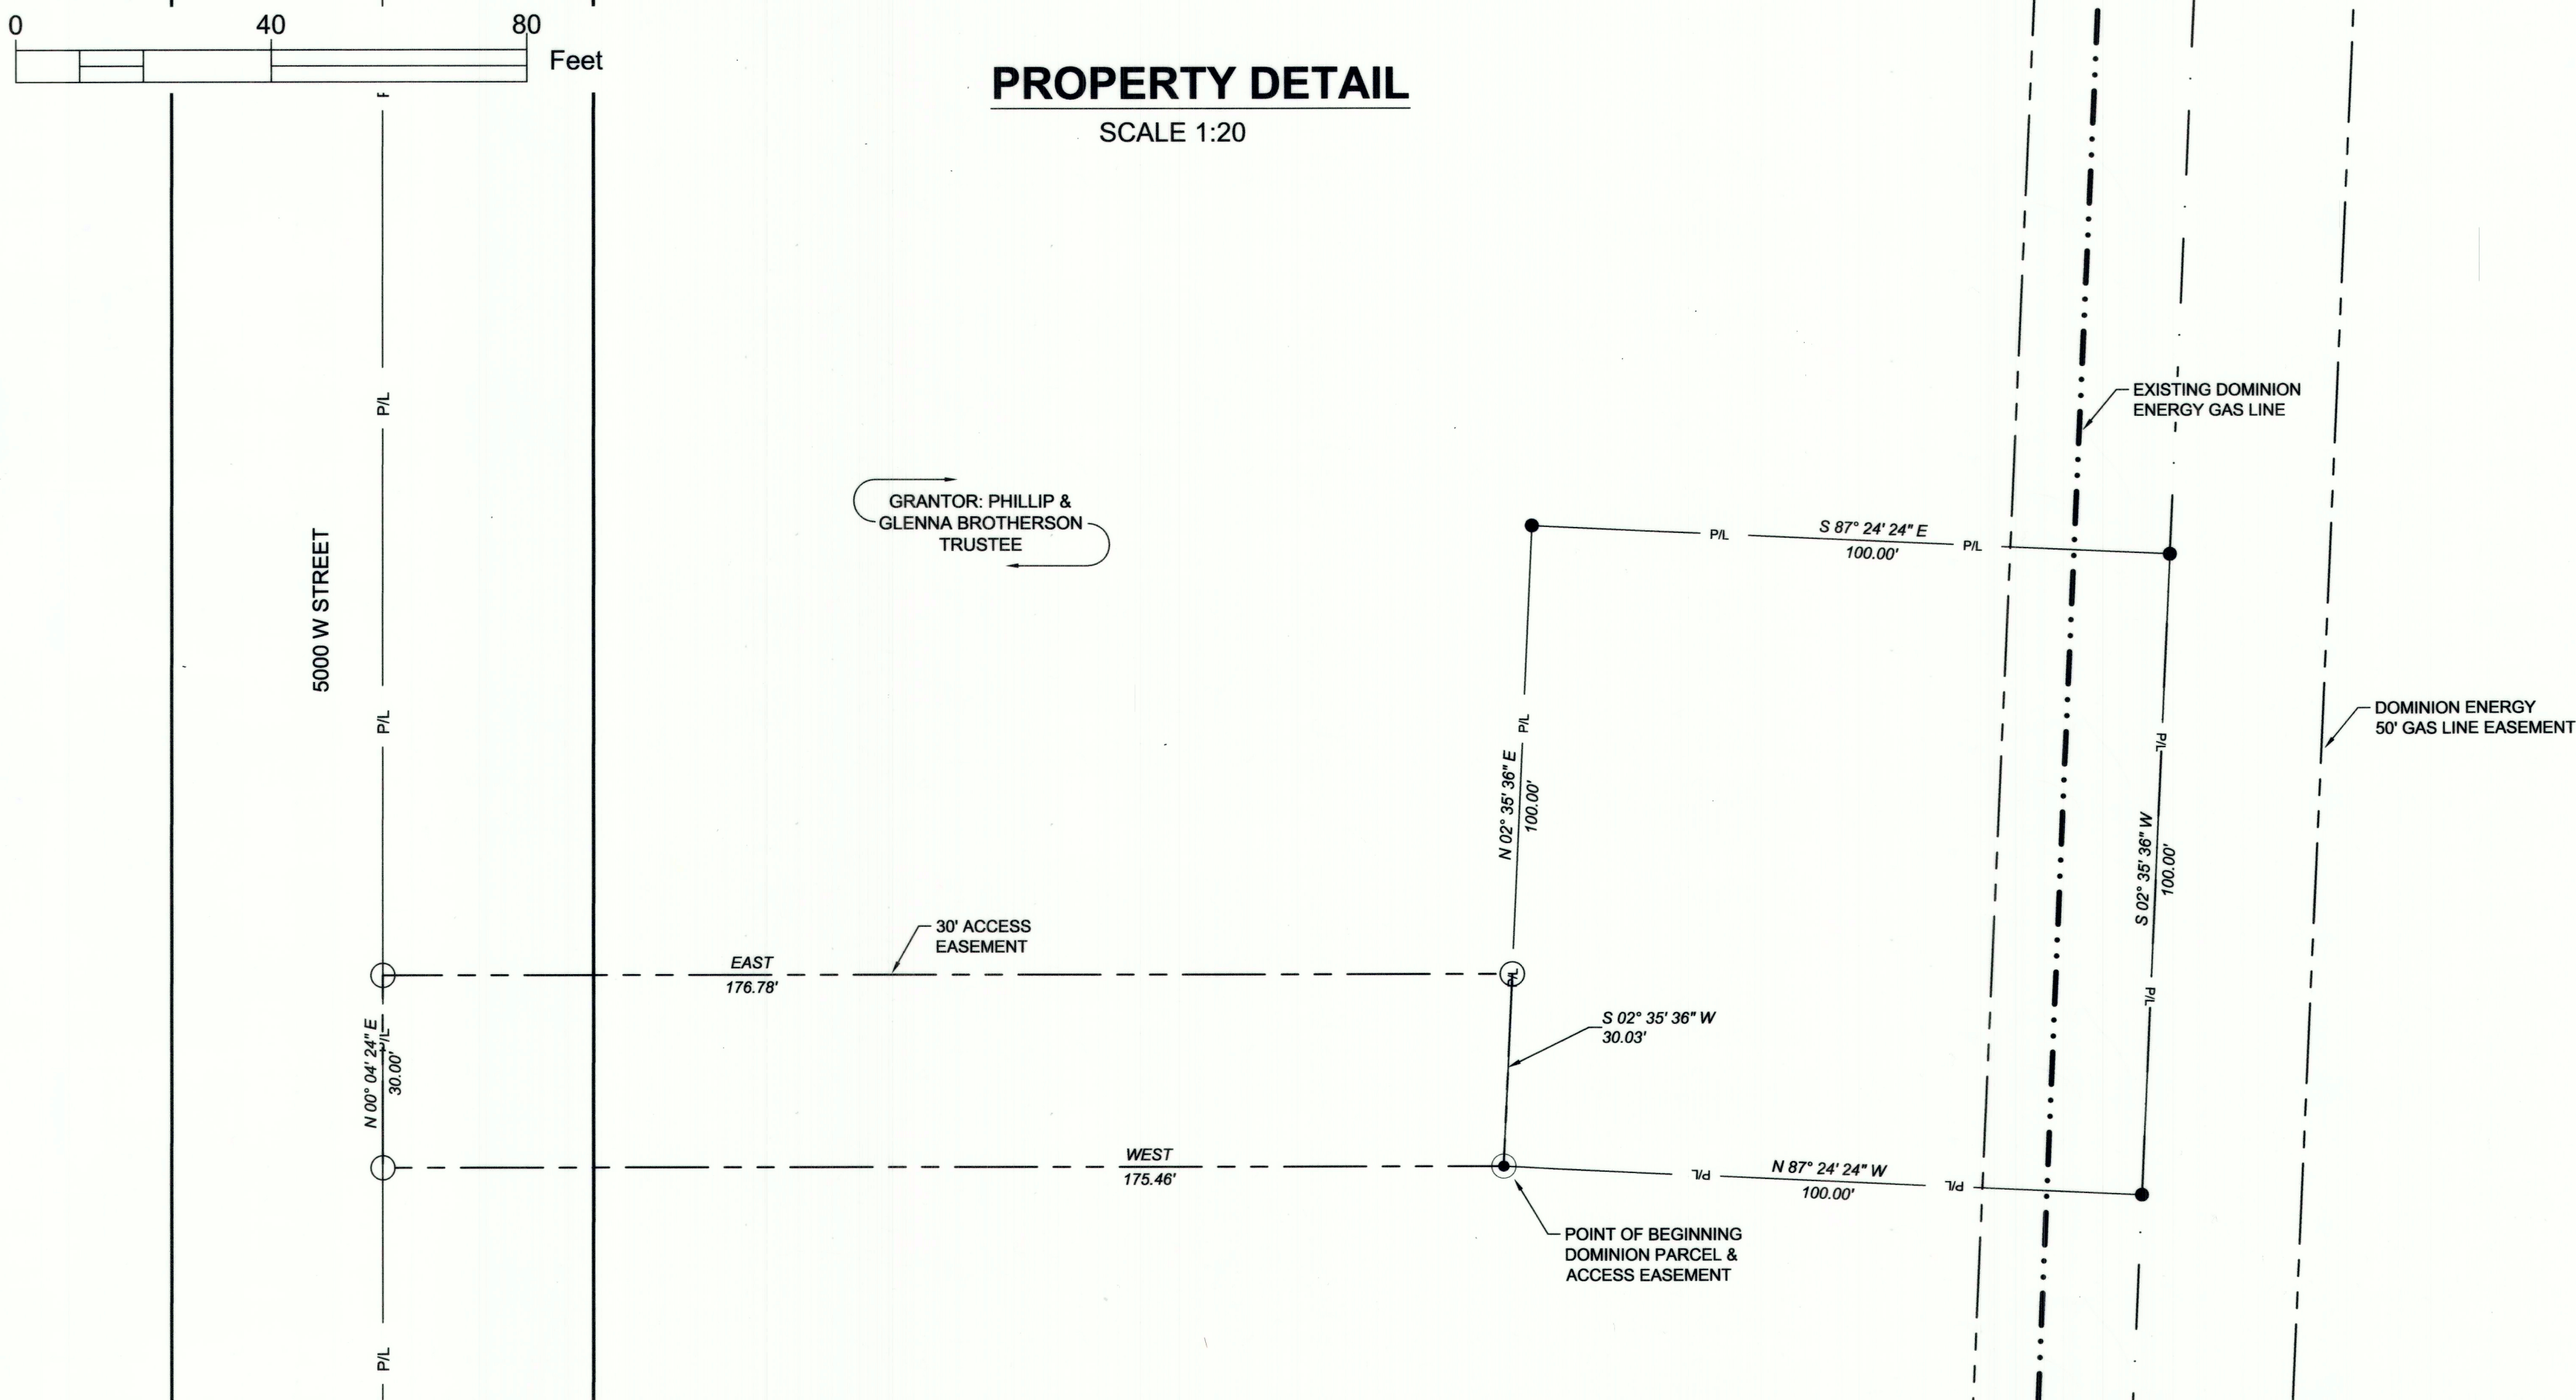 0 40 80
Feet
PROPERTY DETAIL
SCALE 1:20
P/L
EXISTING DOMINION
ENERGY GAS LINE
P/L
GRANTOR: PHILLIP &
GLENNA BROTHERSON
TRUSTEE
5000 W STREET
S 87° 24' 24" E
P/L
P/L
100.00'
DOMINION ENERGY
50' GAS LINE EASEMENT
P/L
P/L
P/L
N 02° 35' 36" E
100.00'
S 02° 35' 36" W
100.00'
30' ACCESS
EASEMENT
EAST
176.78'
P/L
P/L
S 02° 35' 36" W
30.03'
N 00° 04' 24" E
30.00'
P/L
WEST
175.46'
N 87° 24' 24" W
P/L
P/L
100.00'
POINT OF BEGINNING
DOMINION PARCEL &
ACCESS EASEMENT
P/L